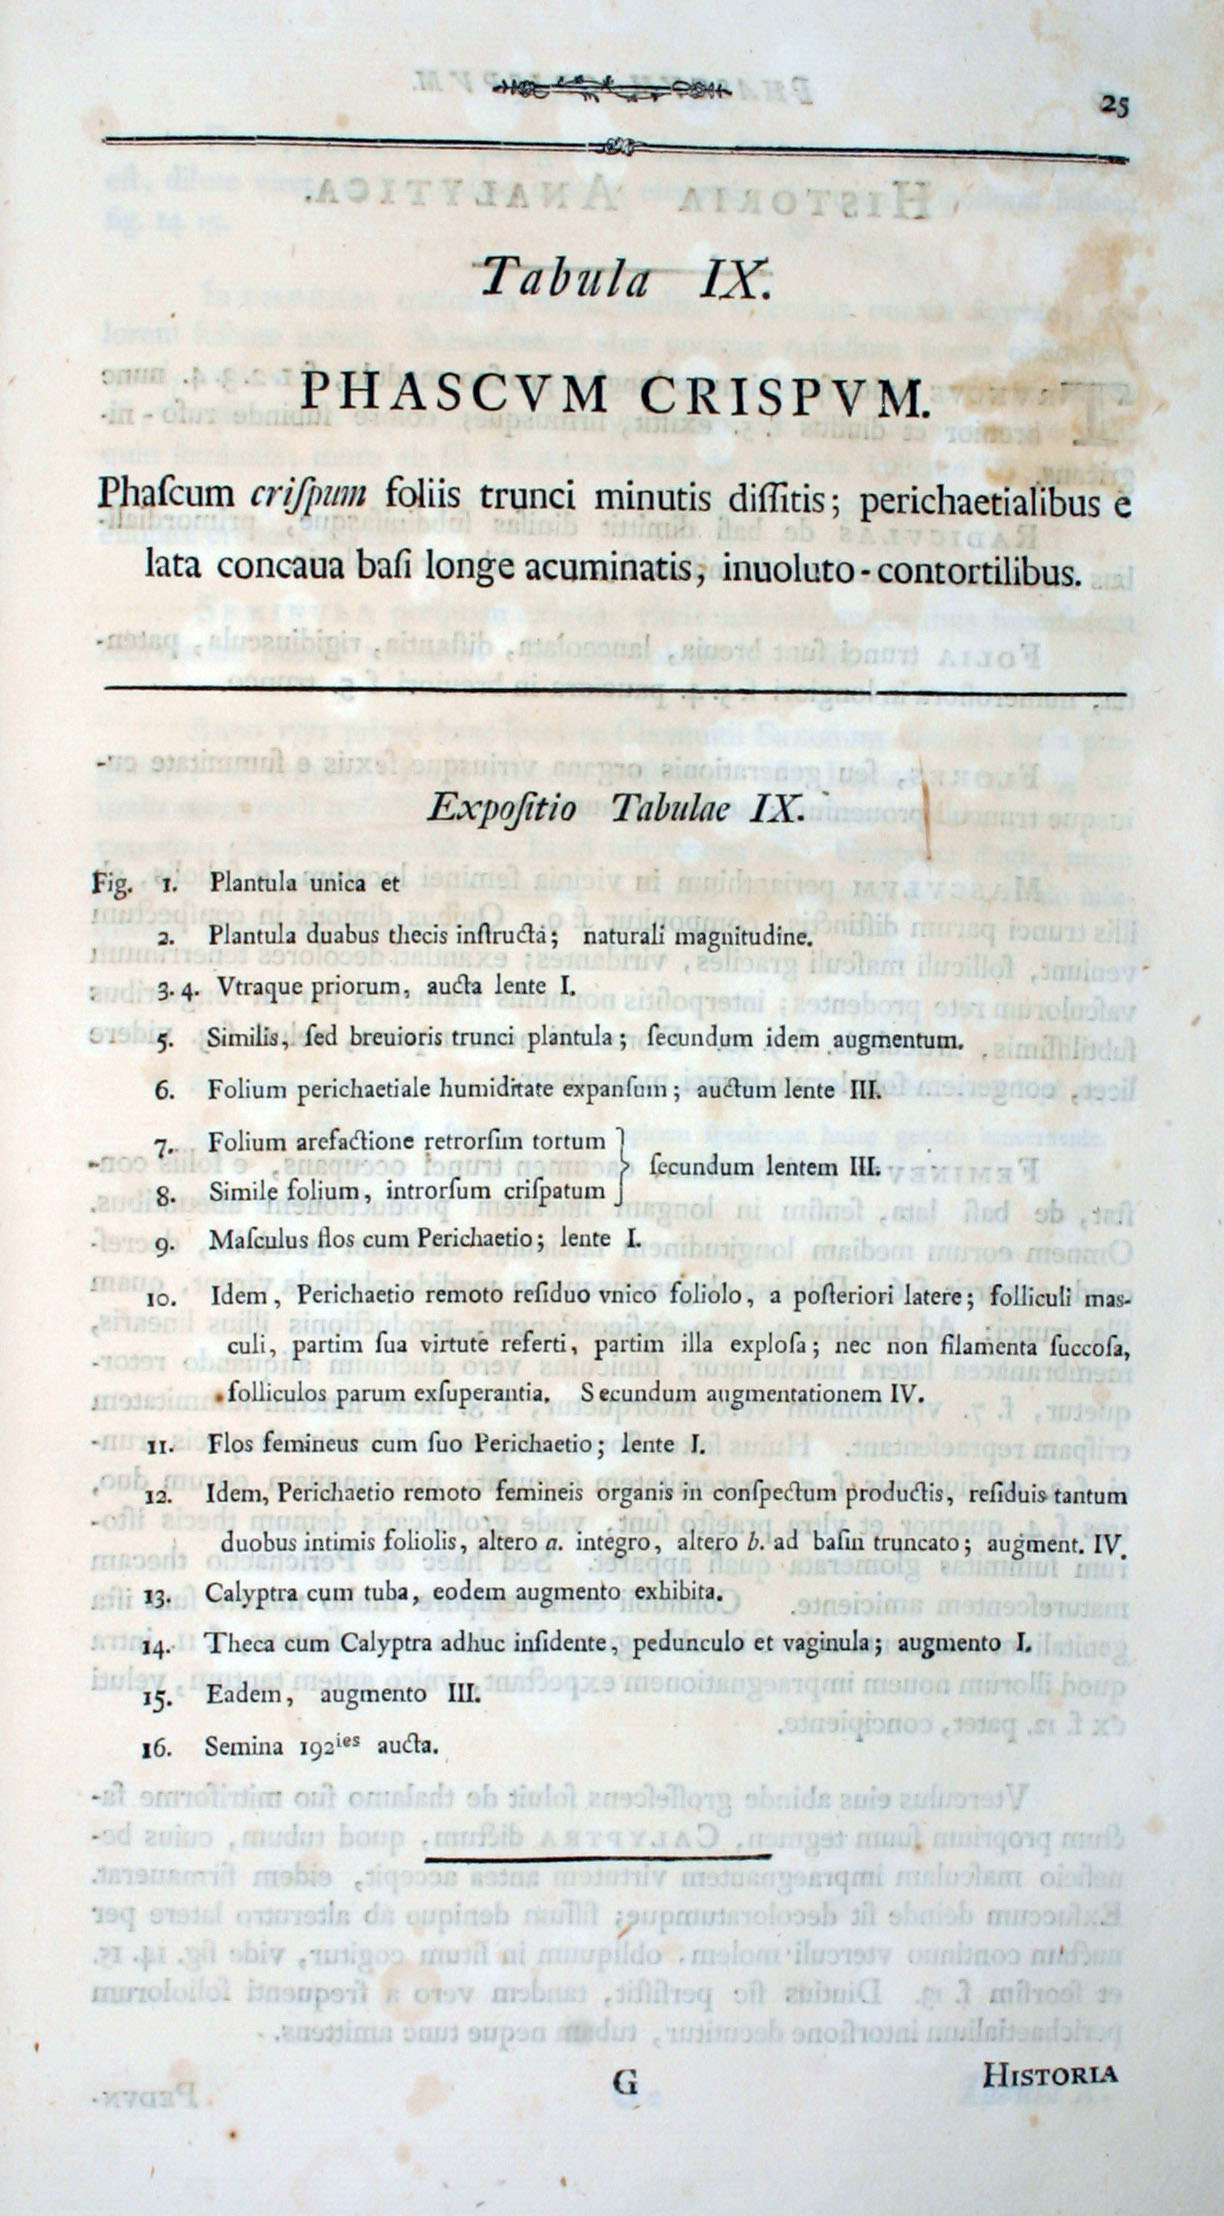 25
Tabula IX.
PHASCVM CRISPVM.
Phaſcum criſpum foliis trunci minutis diſſitis; perichaetialibus e
lata concaua baſi longe acuminatis, inuoluto-contortilibus.
Expoſitio Tabulae IX.
Fig. 1. Plantula unica et
2. Plantula duabus thecis inſtructa; naturali magnitudine.
3. 4. Vtraque priorum, aucta lente I.
5. Similis, ſed breuioris trunci plantula; ſecundum idem augmentum.
6. Folium perichaetiale humiditate expanſum; auctum lente III.
7. Folium arefactione retrorſum tortum
8. Simile folium, introrſum criſpatum
} ſecundum lentem III.
9. Maſculus flos cum Perichaetio; lente I.
10. Idem, Perichaetio remoto reſiduo vnico foliolo, a poſteriori latere; folliculi mas-
culi, partim ſua virtute referti, partim illa exploſa; nec non filamenta ſuccoſa,
folliculos parum exſuperantia. Secundum augmentationem IV.
11. Flos femineus cum ſuo Perichaetio; lente I.
12. Idem, Perichaetio remoto femineis organis in conſpectum productis, reſiduis tantum
duobus intimis foliolis, altero a. integro, altero b. ad baſin truncato; augment. IV.
13. Calyptra cum tuba, eodem augmento exhibita.
14. Theca cum Calyptra adhuc inſidente, pedunculo et vaginula; augmento I.
15. Eadem, augmento III.
16. Semina 192ies aucta.
G
HISTORIA